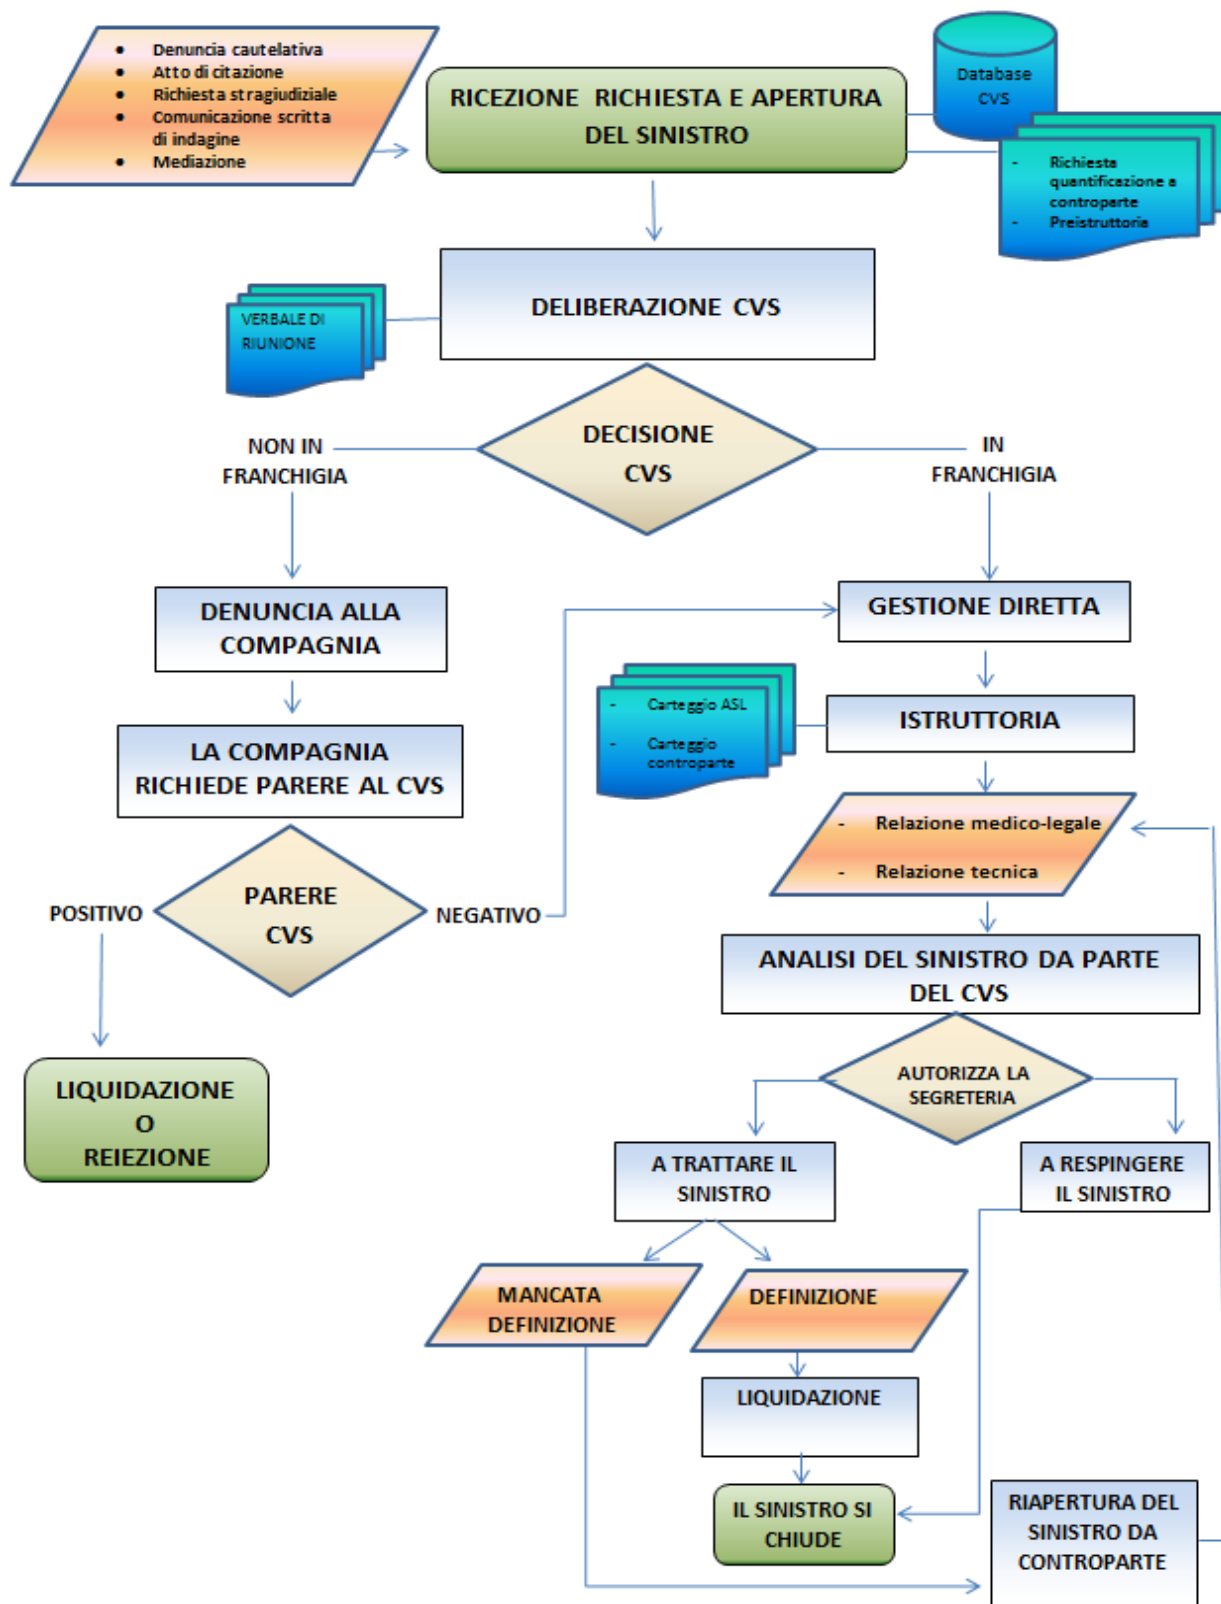 ● Denuncia cautelativa
● Atto di citazione
● Richiesta stragiudiziale
● Comunicazione scritta
di indagine
● Mediazione
RICEZIONE RICHIESTA E APERTURA
DEL SINISTRO
Database
CVS
- Richiesta
quantificazione a
controparte
- Preistruttoria
DELIBERAZIONE CVS
VERBALE DI
RIUNIONE
DECISIONE
CVS
NON IN
FRANCHIGIA
IN
FRANCHIGIA
DENUNCIA ALLA
COMPAGNIA
GESTIONE DIRETTA
LA COMPAGNIA
RICHIEDE PARERE AL CVS
- Carteggio ASL
- Carteggio
controparte
ISTRUTTORIA
- Relazione medico-legale
- Relazione tecnica
PARERE
CVS
POSITIVO
NEGATIVO
ANALISI DEL SINISTRO DA PARTE
DEL CVS
LIQUIDAZIONE
O
REIEZIONE
AUTORIZZA LA
SEGRETERIA
A TRATTARE IL
SINISTRO
A RESPINGERE
IL SINISTRO
MANCATA
DEFINIZIONE
DEFINIZIONE
LIQUIDAZIONE
IL SINISTRO SI
CHIUDE
RIAPERTURA DEL
SINISTRO DA
CONTROPARTE